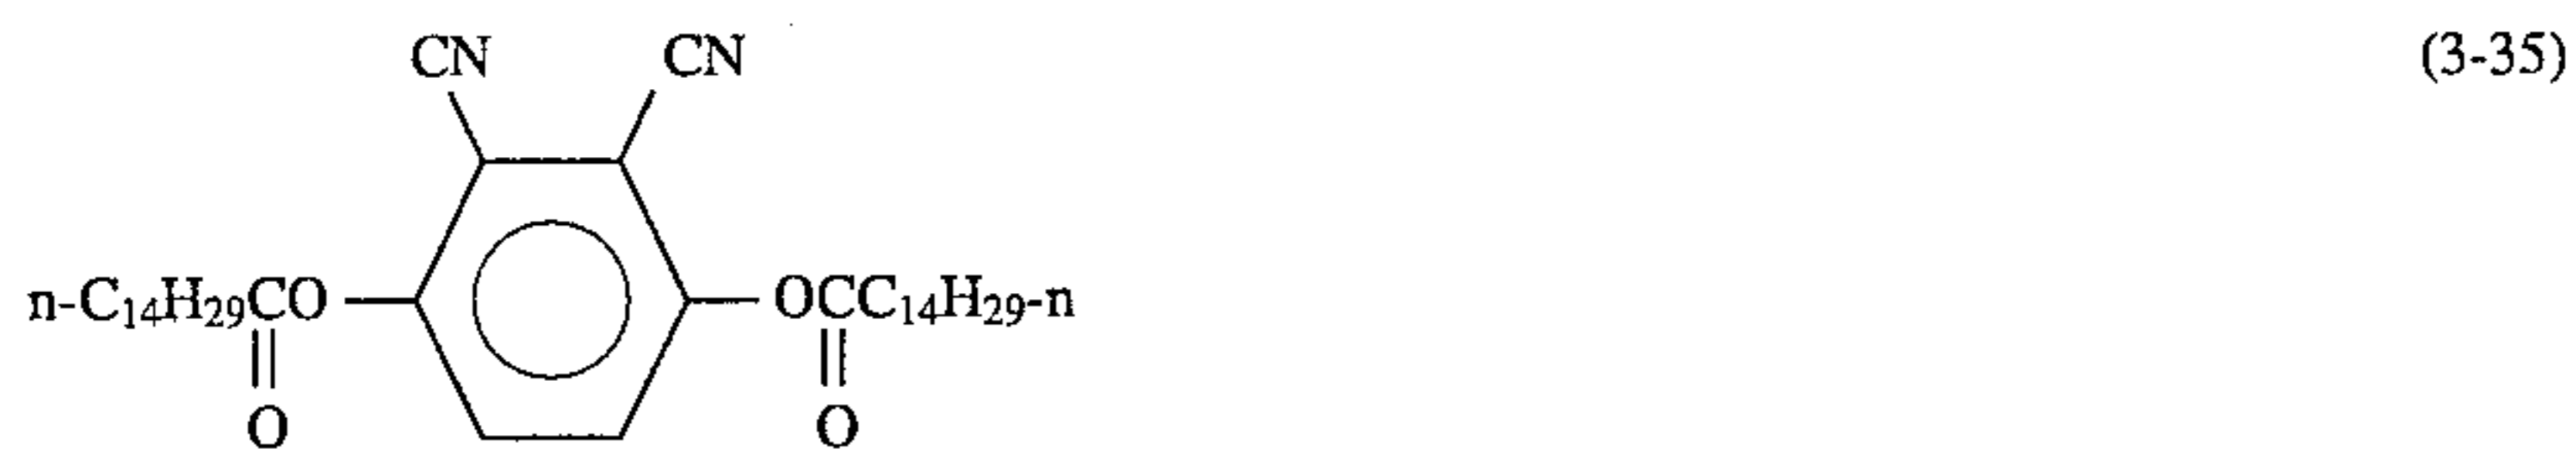 CN CN (3-35)
n-C₁₄H₂₉CO OCC₁₄H₂₉-n
O O